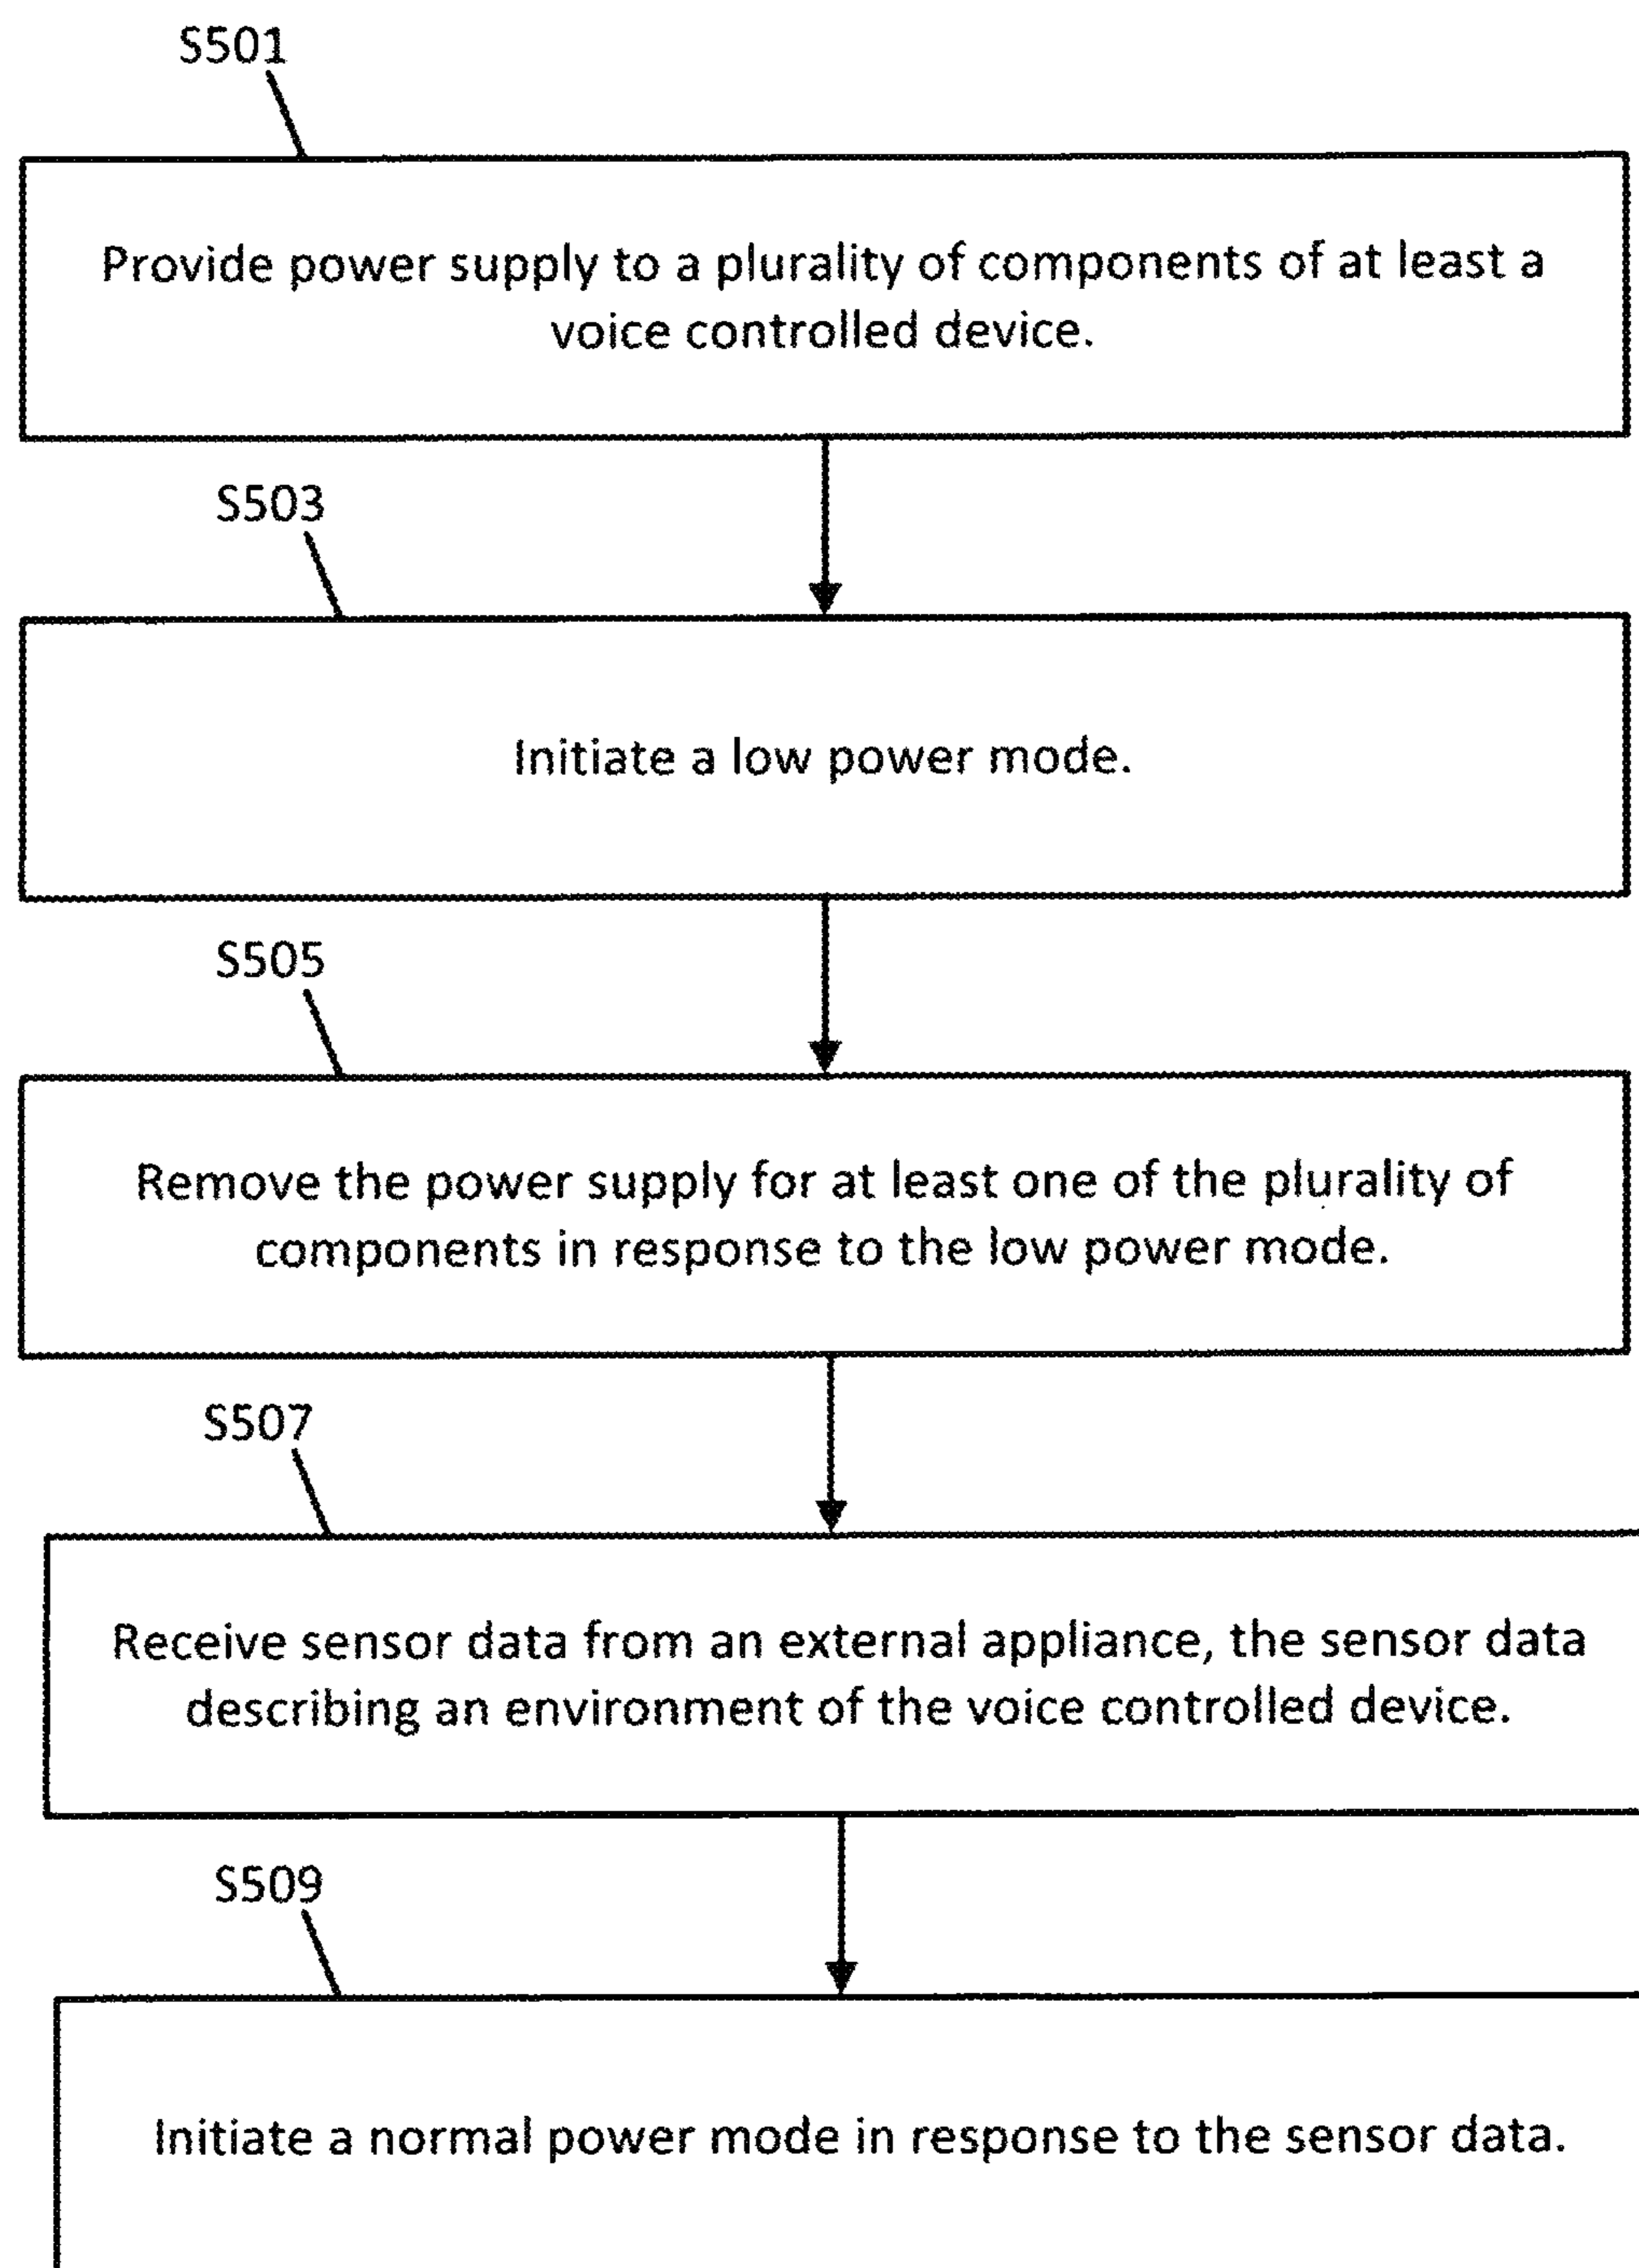 S501
Provide power supply to a plurality of components of at least a
voice controlled device.
S503
Initiate a low power mode.
S505
Remove the power supply for at least one of the plurality of
components in response to the low power mode.
S507
Receive sensor data from an external appliance, the sensor data
describing an environment of the voice controlled device.
S509
Initiate a normal power mode in response to the sensor data.